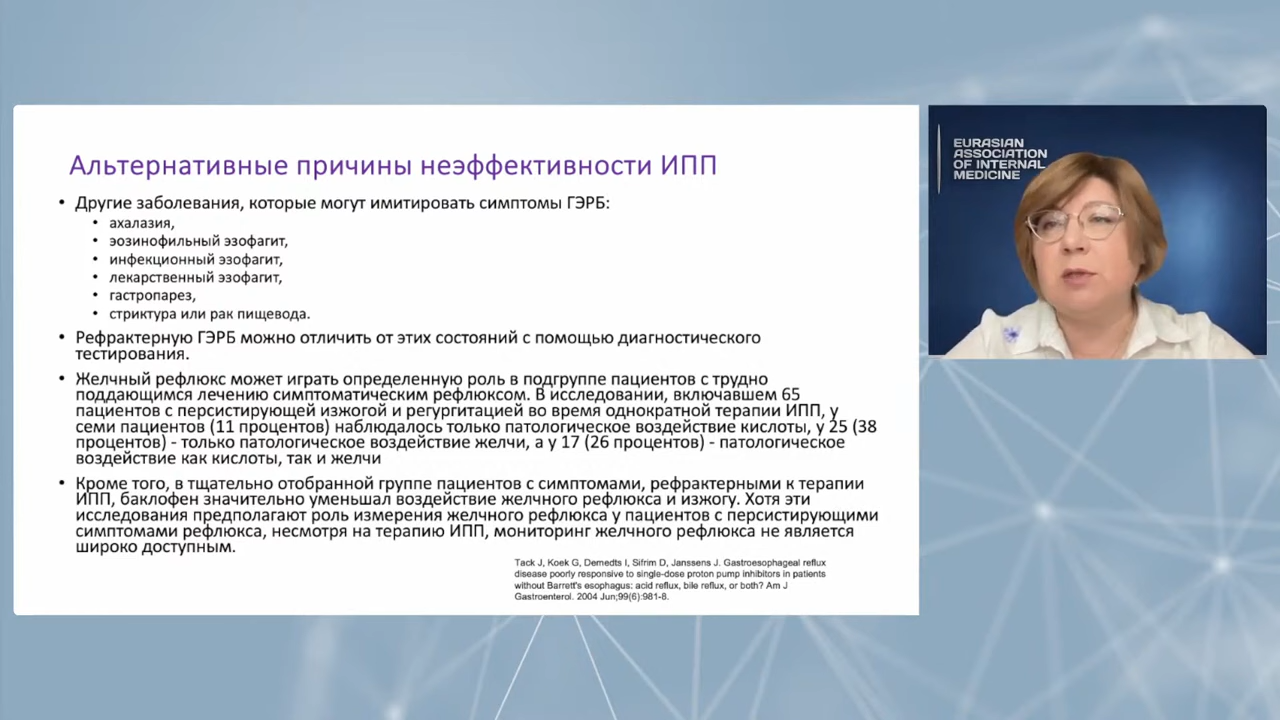 Альтернативные причины неэффективности ИПП
• Другие заболевания, которые могут имитировать симптомы ГЭРБ:
• ахалазия,
• эозинофильный эзофагит,
• инфекционный эзофагит,
• лекарственный эзофагит,
• гастропарез,
• стриктура или рак пищевода.
• Рефрактерную ГЭРБ можно отличить от этих состояний с помощью диагностического
тестирования.
• Желчный рефлюкс может играть определенную роль в подгруппе пациентов с трудно
поддающимся лечению симптоматическим рефлюксом. В исследовании, включавшем 65
пациентов с персистирующей изжогой и регургитацией во время однократной терапии ИПП, у
семи пациентов (11 процентов) наблюдалось только патологическое воздействие кислоты, у 25 (38
процентов) - только патологическое воздействие желчи, а у 17 (26 процентов) - патологическое
воздействие как кислоты, так и желчи
• Кроме того, в тщательно отобранной группе пациентов с симптомами, рефрактерными к терапии
ИПП, баклофен значительно уменьшал воздействие желчного рефлюкса и изжогу. Хотя эти
исследования предполагают роль измерения желчного рефлюкса у пациентов с персистирующими
симптомами рефлюкса, несмотря на терапию ИПП, мониторинг желчного рефлюкса не является
широко доступным.
Tack J, Koek G, Demedts I, Sifrim D, Janssens J. Gastroesophageal reflux
disease poorly responsive to single-dose proton pump inhibitors in patients
without Barrett's esophagus: acid reflux, bile reflux, or both? Am J
Gastroenterol. 2004 Jun;99(6):981-8.
EURASIAN
ASSOCIATION
OF INTERNAL
MEDICINE